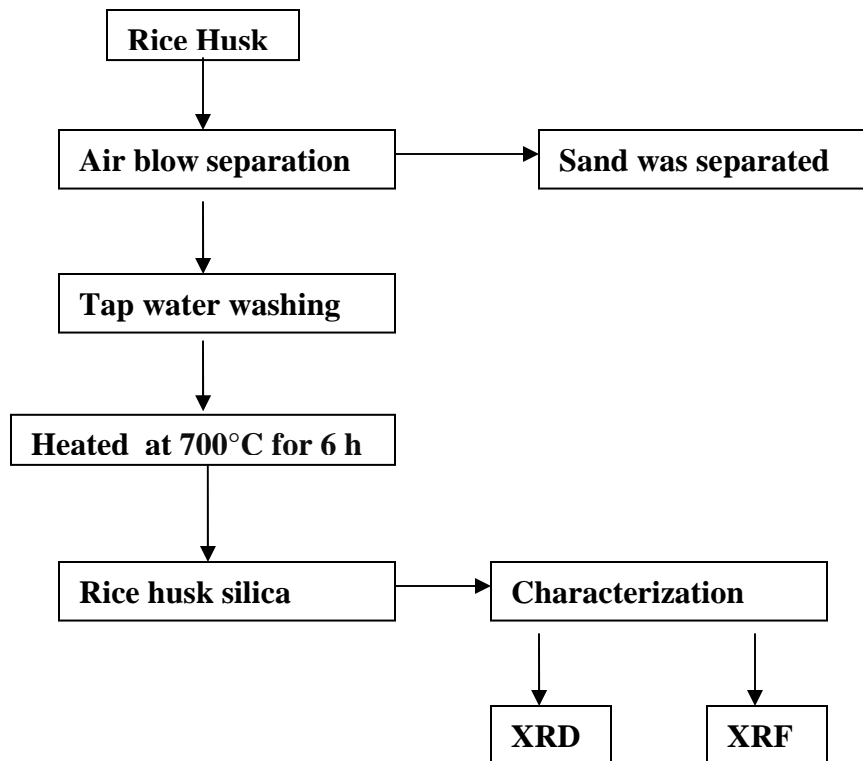 Rice Husk
Air blow separation
Sand was separated
Tap water washing
Heated at 700°C for 6 h
Rice husk silica
Characterization
XRD
XRF